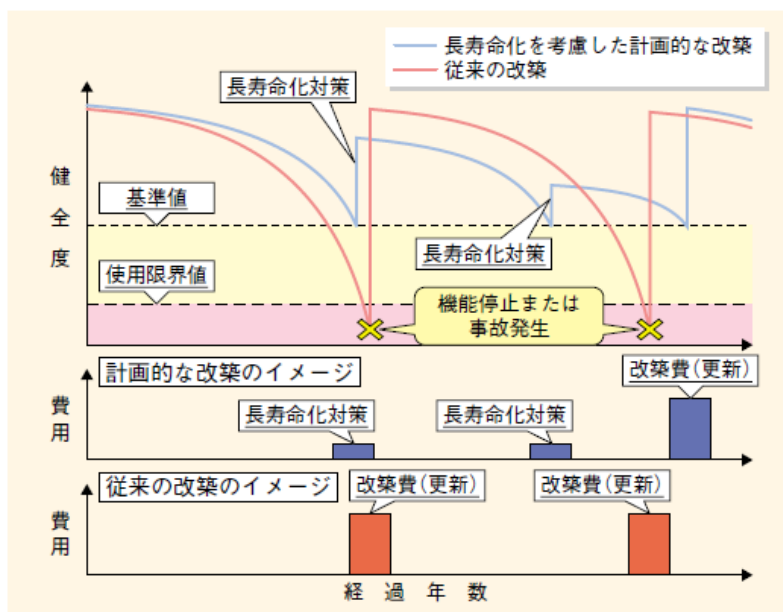 長寿命化を考慮した計画的な改築
従来の改築
長寿命化対策
健全度
基準値
長寿命化対策
使用限界値
機能停止または
事故発生
計画的な改築のイメージ
改築費(更新)
費用
長寿命化対策
長寿命化対策
従来の改築のイメージ
改築費(更新)
改築費(更新)
費用
経過年数